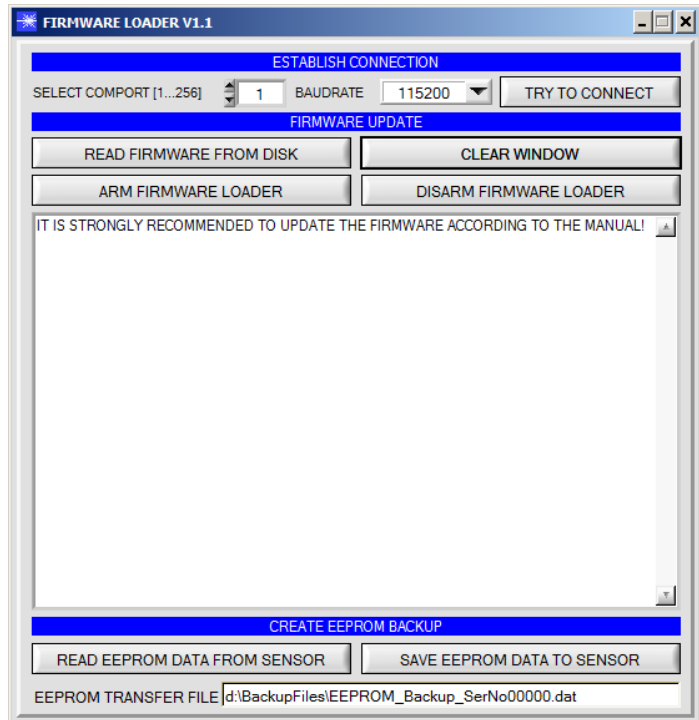 FIRMWARE LOADER V1.1
ESTABLISH CONNECTION
SELECT COMPORT [1...256] 1 BAUDRATE 115200 TRY TO CONNECT
FIRMWARE UPDATE
READ FIRMWARE FROM DISK CLEAR WINDOW
ARM FIRMWARE LOADER DISARM FIRMWARE LOADER
IT IS STRONGLY RECOMMENDED TO UPDATE THE FIRMWARE ACCORDING TO THE MANUAL!
CREATE EEPROM BACKUP
READ EEPROM DATA FROM SENSOR SAVE EEPROM DATA TO SENSOR
EEPROM TRANSFER FILE d:\BackupFiles\EEPROM_Backup_SerNo00000.dat